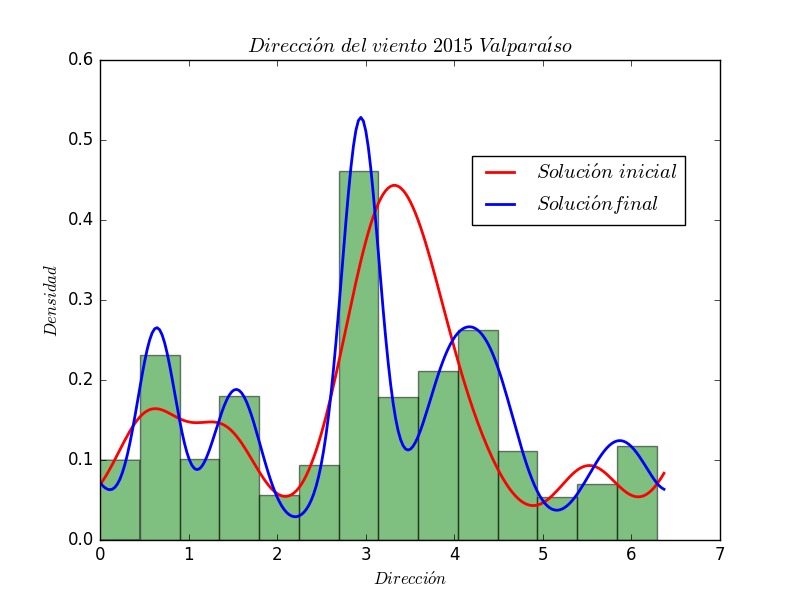 Dirección del viento 2015 Valparaíso
0.6
0.5
0.4
0.3
0.2
0.1
0.0
Densidad
Solución inicial
Soluciónfinal
0 1 2 3 4 5 6 7
Dirección